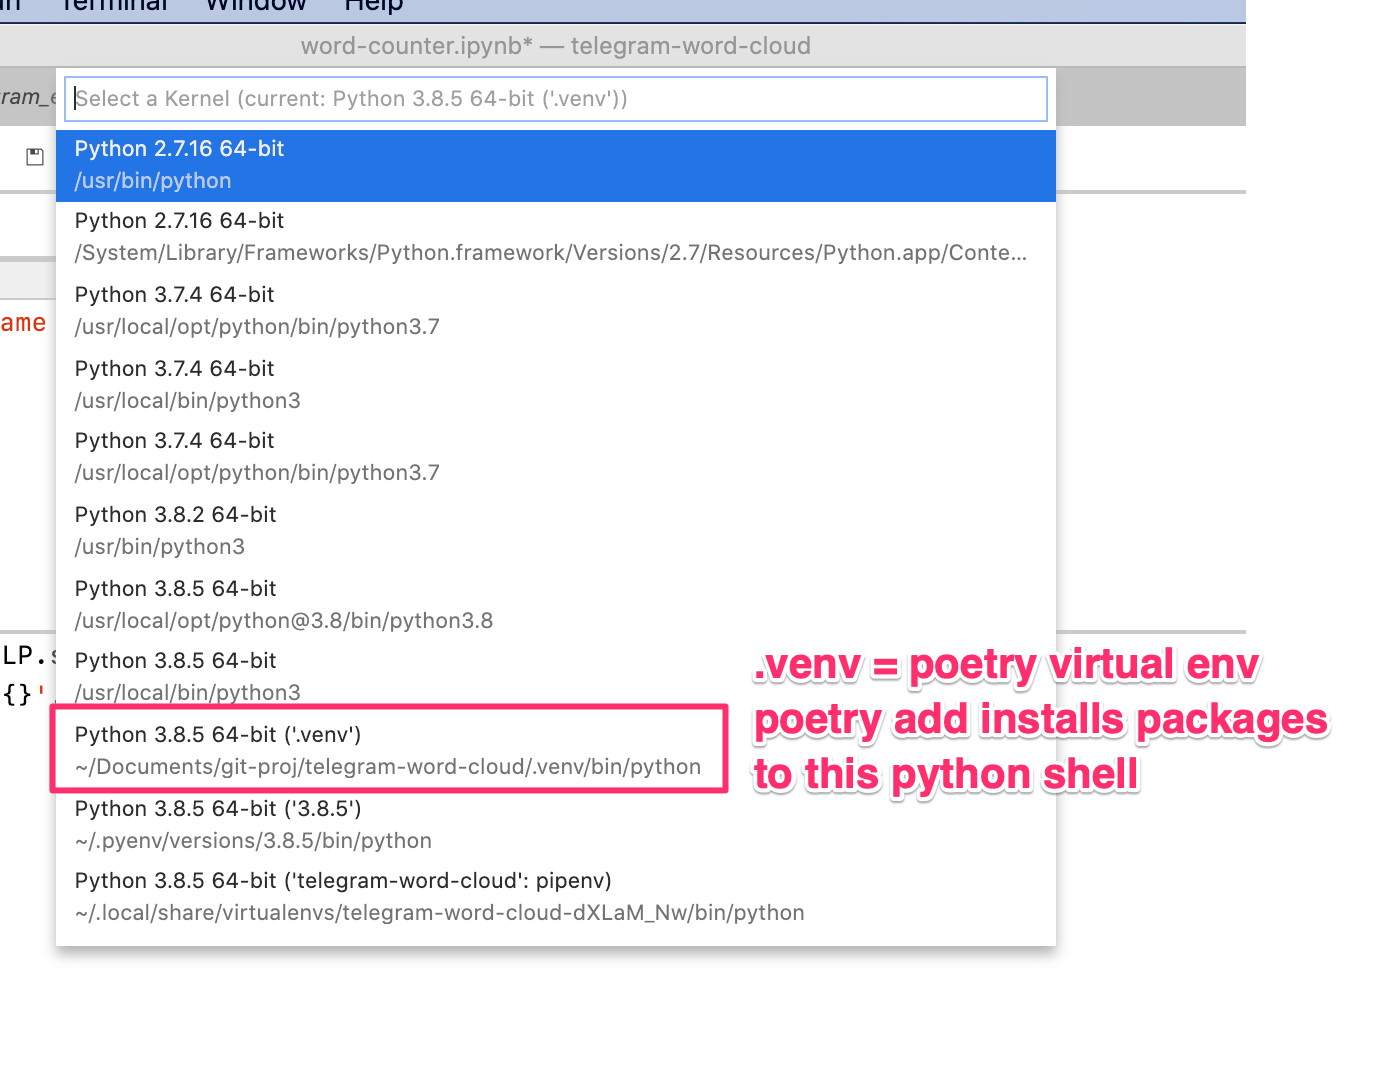 Terminal Window Help
word-counter.ipynb* — telegram-word-cloud
Select a Kernel (current: Python 3.8.5 64-bit ('.venv'))
Python 2.7.16 64-bit
/usr/bin/python
Python 2.7.16 64-bit
/System/Library/Frameworks/Python.framework/Versions/2.7/Resources/Python.app/Conte...
Python 3.7.4 64-bit
/usr/local/opt/python/bin/python3.7
ame
Python 3.7.4 64-bit
/usr/local/bin/python3
Python 3.7.4 64-bit
/usr/local/opt/python/bin/python3.7
Python 3.8.2 64-bit
/usr/bin/python3
Python 3.8.5 64-bit
/usr/local/opt/python@3.8/bin/python3.8
LP.
Python 3.8.5 64-bit
{}'
/usr/local/bin/python3
Python 3.8.5 64-bit ('.venv')
~/Documents/git-proj/telegram-word-cloud/.venv/bin/python
Python 3.8.5 64-bit ('3.8.5')
~/.pyenv/versions/3.8.5/bin/python
Python 3.8.5 64-bit ('telegram-word-cloud': pipenv)
~/.local/share/virtualenvs/telegram-word-cloud-dXLaM_Nw/bin/python
.venv = poetry virtual env
poetry add installs packages
to this python shell